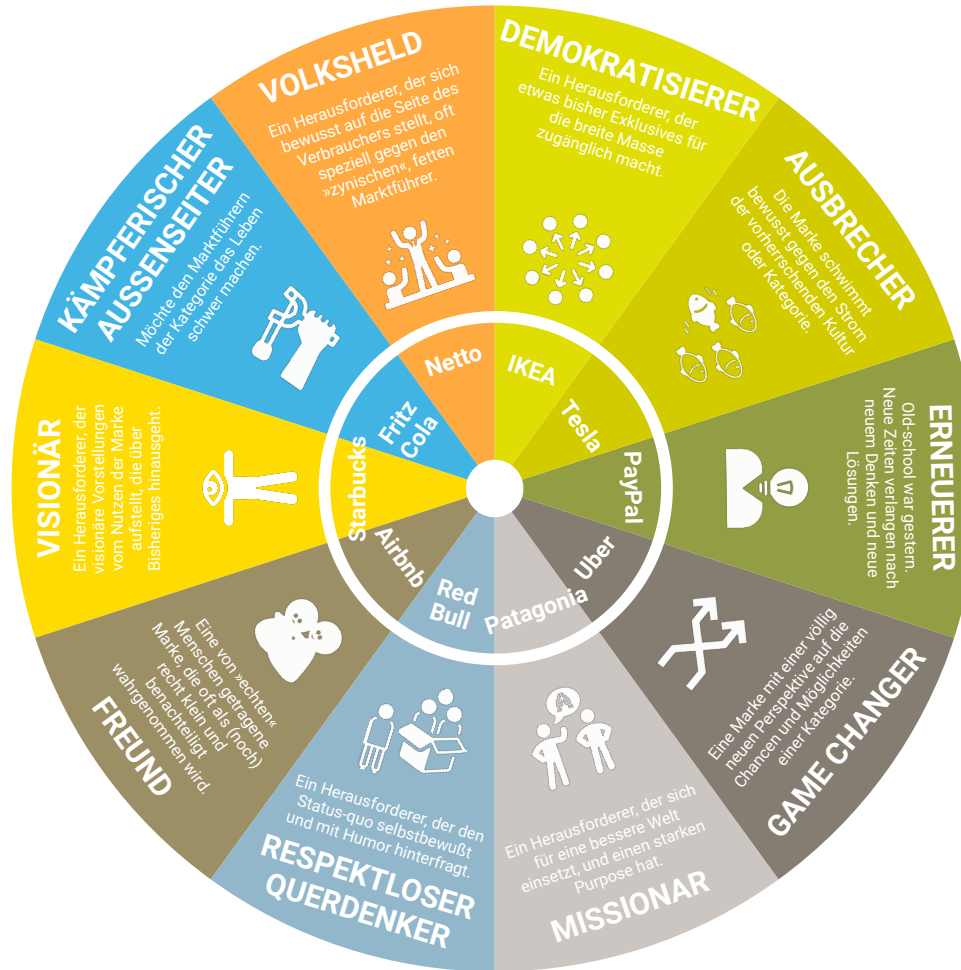 VOLKSHELD
Ein Herausforderer, der sich
bewusst auf die Seite des
Verbrauchers stellt, oft
speziell gegen den
»zynischen«, fetten
Marktführer.
Netto
DEMOKRATISIERER
Ein Herausforderer, der
etwas bisher Exklusives für
die breite Masse
zugänglich macht.
IKEA
AUSBRECHER
Die Marke schwimmt
bewusst gegen den Strom
der vorherrschenden Kultur
oder Kategorie.
Tesla
ERNEUERER
Old-school war gestern.
Neue Zeiten verlangen nach
neuem Denken und neue
Lösungen.
PayPal
Uber
Eine Marke mit einer völlig
neuen Perspektive auf die
Chancen und Möglichkeiten
einer Kategorie.
GAME CHANGER
Patagonia
Ein Herausforderer, der sich
für eine bessere Welt
einsetzt, und einen starken
Purpose hat.
MISSIONAR
Red
Bull
Ein Herausforderer, der den
Status-quo selbstbewußt
und mit Humor hinterfragt.
RESPEKTLOSER
QUERDENKER
Airbnb
Eine von »echten«
Menschen getragene
Marke, die oft als (noch)
recht klein und
benachteiligt
wahrgenommen wird.
FREUND
VISIONÄR
Ein Herausforderer, der
visionäre Vorstellungen
vom Nutzen der Marke
aufstellt, die über
Bisheriges hinausgeht.
Starbucks
KÄMPFERISCHER
AUSSENSEITER
Möchte den Marktführern
der Kategorie das Leben
schwer machen.
Fritz
Cola